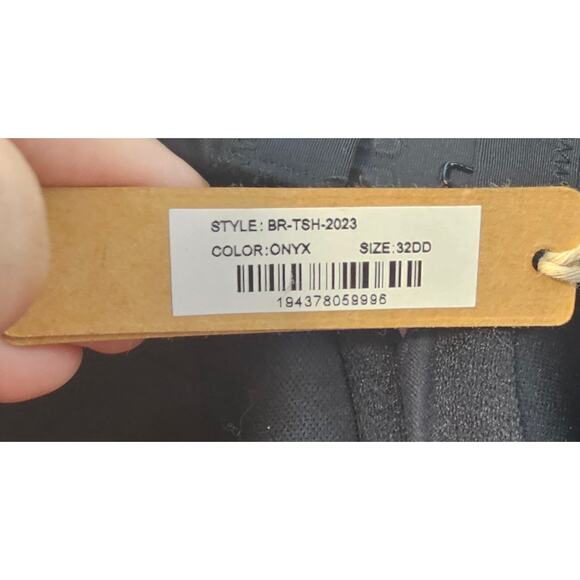 STYLE: BR-TSH-2023
COLOR:ONYX SIZE:32DD
194378059996